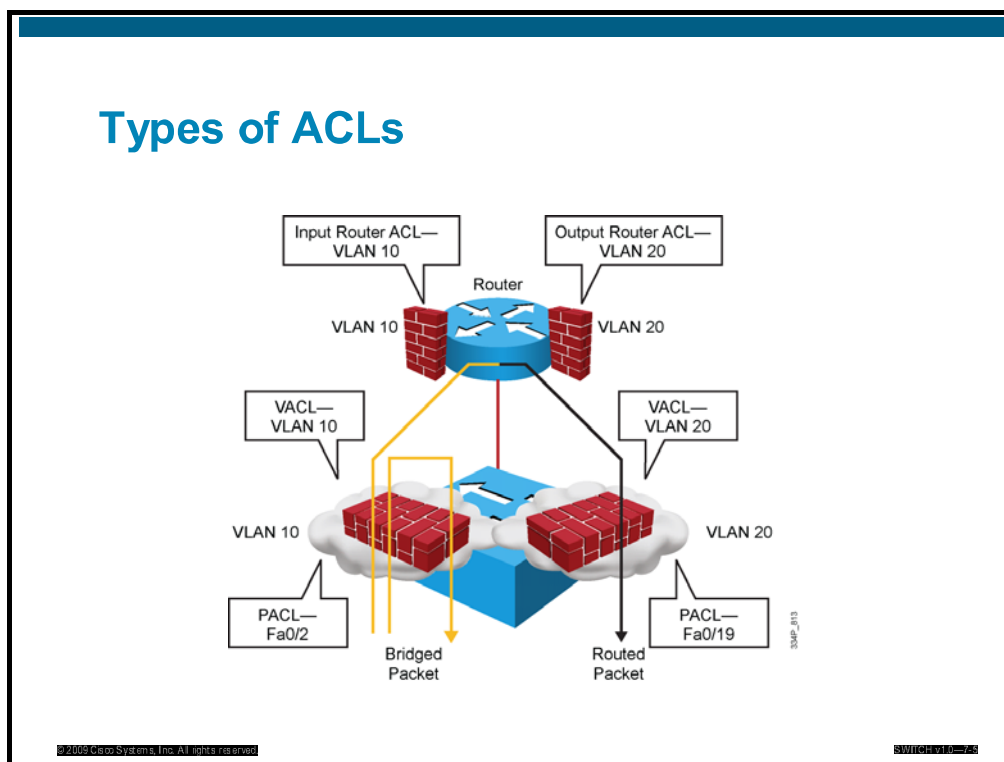 Types of ACLs
Input Router ACL—
VLAN 10
Output Router ACL—
VLAN 20
Router
VLAN 10
VLAN 20
VACL—
VLAN 10
VACL—
VLAN 20
VLAN 10
VLAN 20
PACL—
Fa0/2
PACL—
Fa0/19
Bridged
Packet
Routed
Packet
334P_813
© 2009 Cisco Systems, Inc. All rights reserved.
SWITCH v1.0—7-5